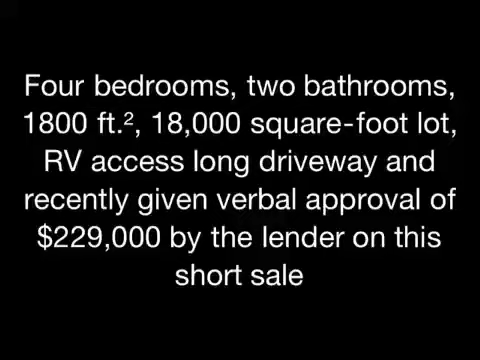 Four bedrooms, two bathrooms,
1800 ft.², 18,000 square-foot lot,
RV access long driveway and
recently given verbal approval of
$229,000 by the lender on this
short sale